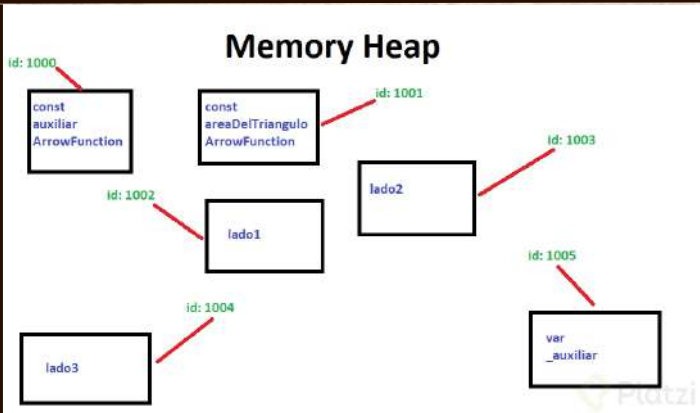 Memory Heap
id: 1000
const
auxiliar
ArrowFunction
id: 1001
const
areaDelTriangulo
ArrowFunction
id: 1003
lado2
id: 1002
lado1
id: 1005
var
_auxiliar
id: 1004
lado3
Platzi